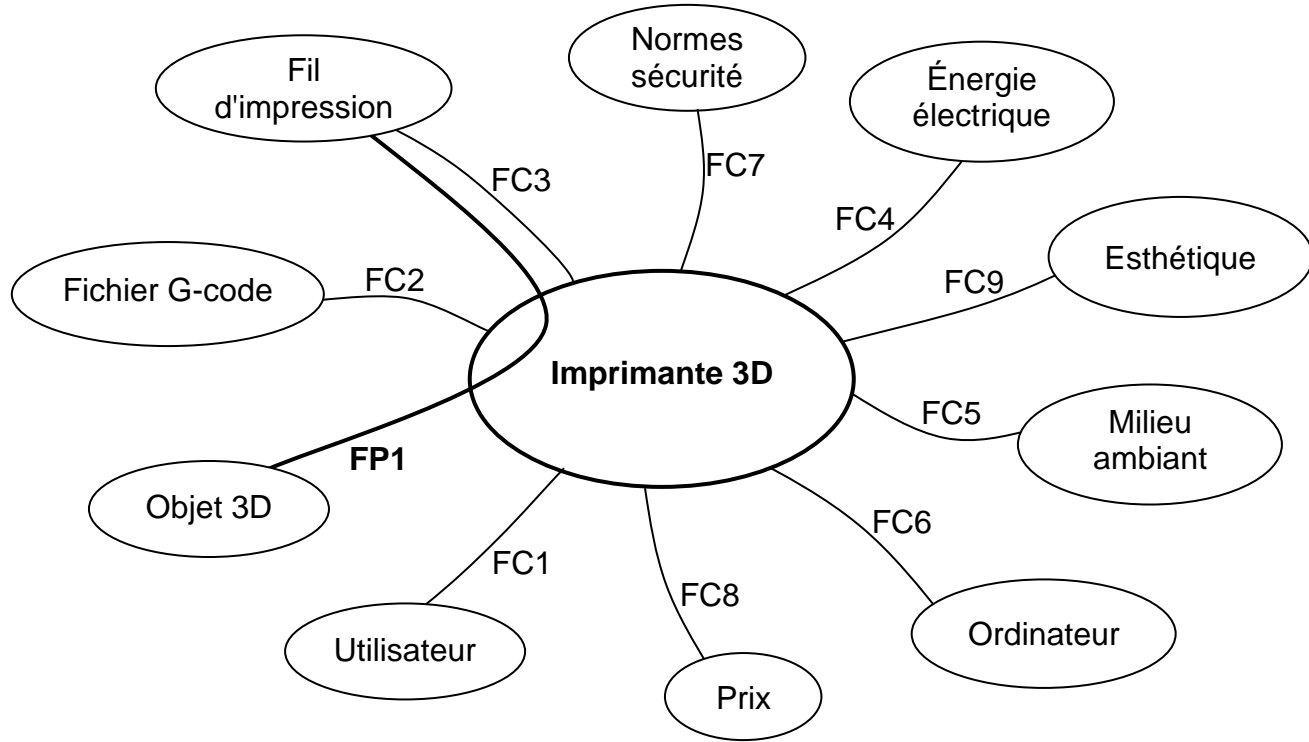 Fil
d'impression
Normes
sécurité
Énergie
électrique
FC3
FC7
FC4
Fichier G-code
FC2
FC9
Esthétique
Imprimante 3D
FC5
Milieu
ambiant
FP1
Objet 3D
FC1
FC8
FC6
Utilisateur
Prix
Ordinateur